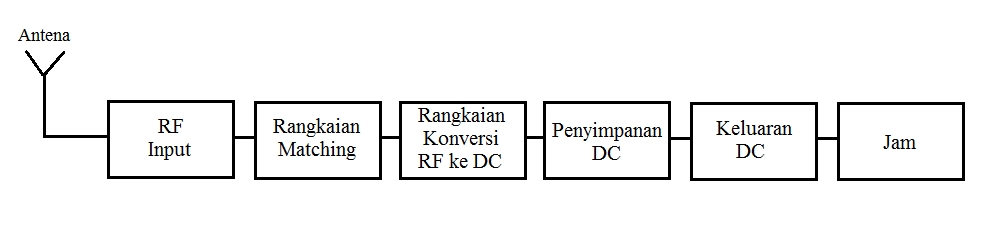 Antena
RF
Input
Rangkaian
Matching
Rangkaian
Konversi
RF ke DC
Penyimpanan
DC
Keluaran
DC
Jam